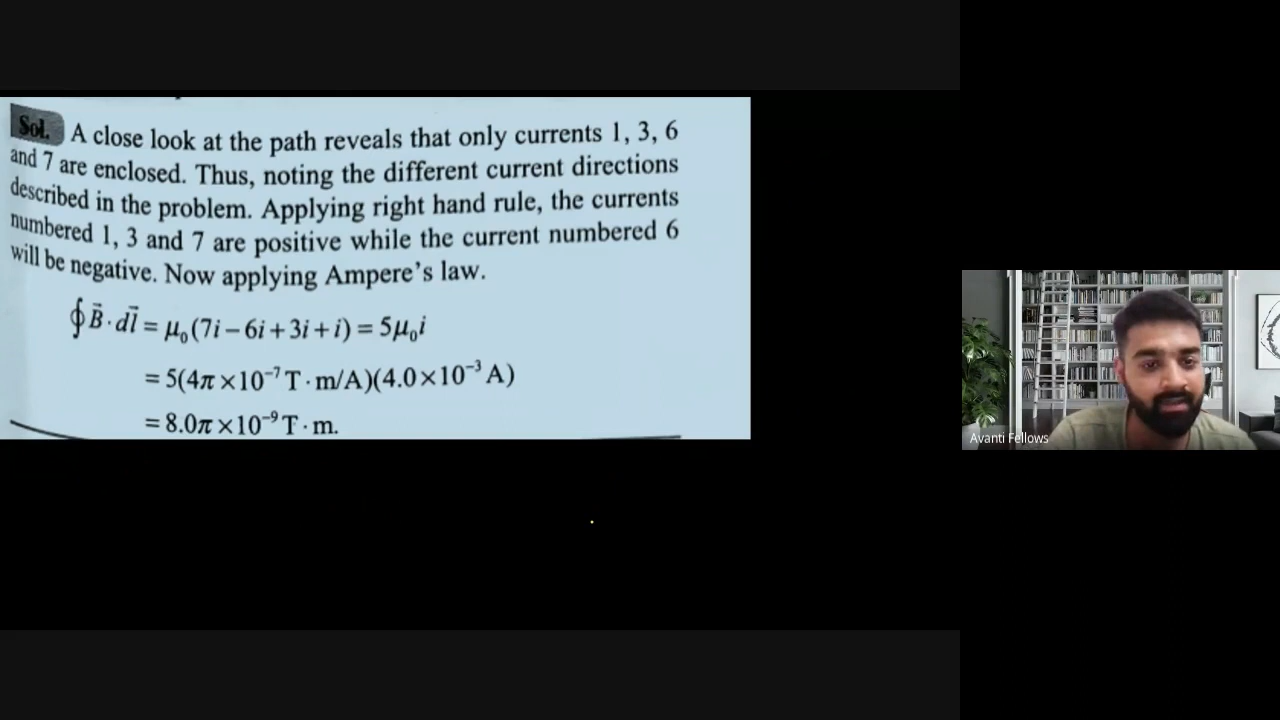 Sol. A close look at the path reveals that only currents 1, 3, 6
and 7 are enclosed. Thus, noting the different current directions
described in the problem. Applying right hand rule, the currents
numbered 1, 3 and 7 are positive while the current numbered 6
will be negative. Now applying Ampere's law.
∮B⃗·dl⃗ = μ₀(7i – 6i + 3i + i) = 5μ₀i
= 5(4π ×10⁻⁷ T·m/A)(4.0×10⁻³ A)
= 8.0π ×10⁻⁹ T·m.
Avanti Fellows